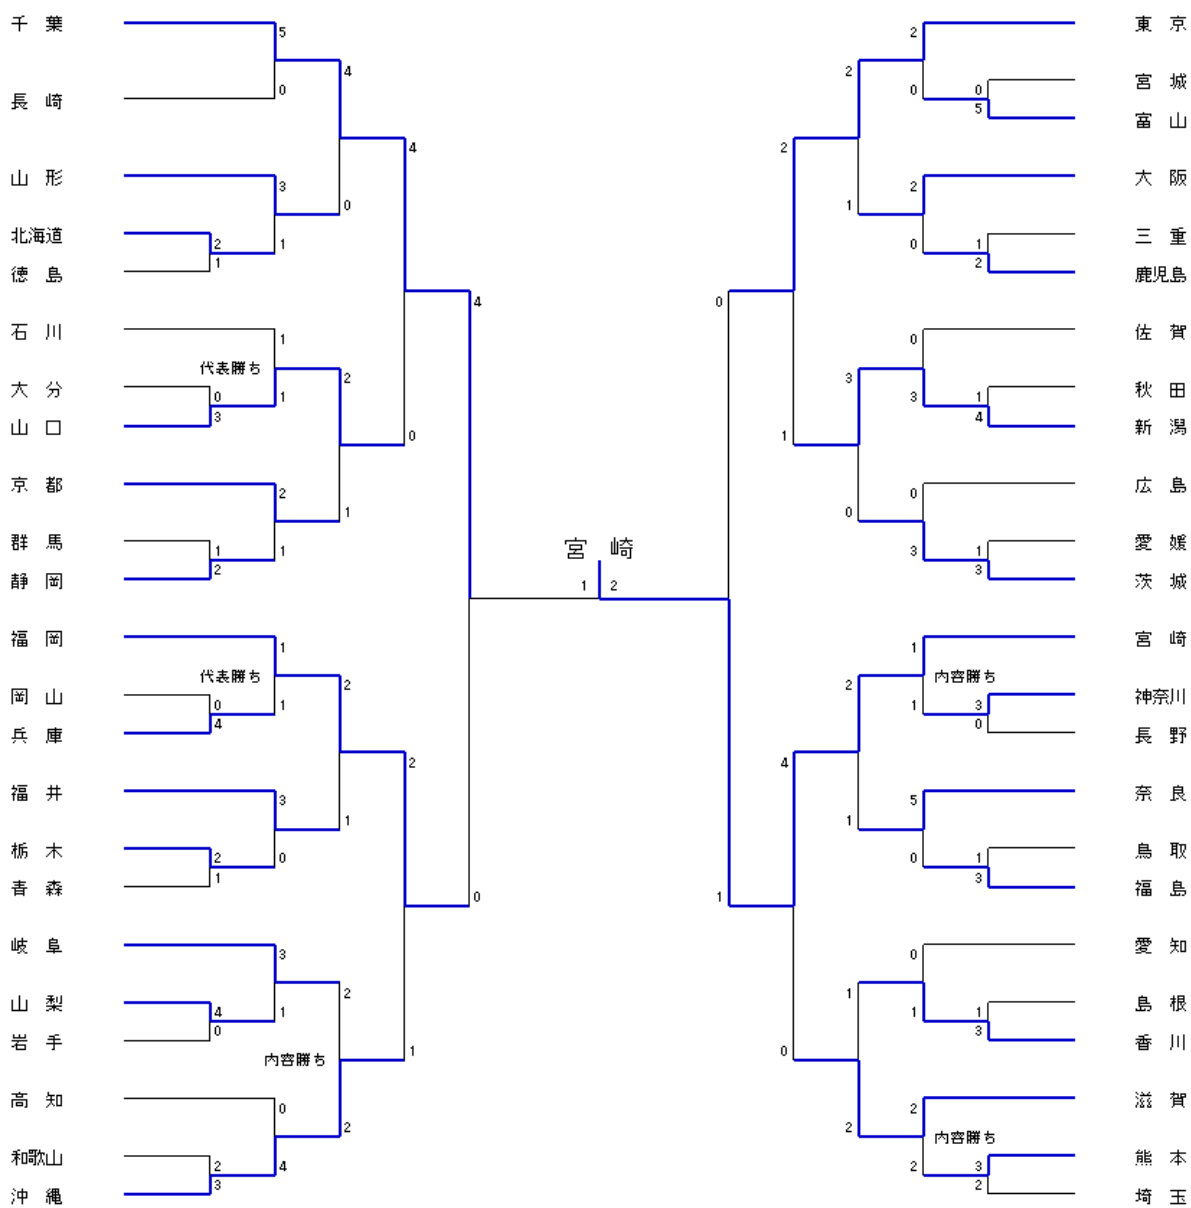 千葉
5
4
0
長崎
4
山形
3
0
北海道
2
1
1
徳島
4
石川
1
代表勝ち
2
大分
0
1
3
山口
0
京都
2
1
群馬
1
1
2
静岡
宮崎
1 2
福岡
1
代表勝ち
2
岡山
0
1
4
兵庫
2
福井
3
1
栃木
2
0
1
青森
0
岐阜
3
2
山梨
4
1
0
岩手
内容勝ち
1
高知
0
2
和歌山
2
4
3
沖縄
東京
2
2
宮城
0
0
5
富山
2
大阪
2
1
三重
1
0
2
鹿児島
0
佐賀
0
3
秋田
1
3
4
新潟
1
広島
0
0
愛媛
1
3
3
茨城
宮崎
1
内容勝ち
2
神奈川
3
1
0
長野
4
奈良
5
1
鳥取
1
0
3
福島
1
愛知
0
1
島根
1
1
3
香川
0
滋賀
2
内容勝ち
2
熊本
3
2
2
埼玉